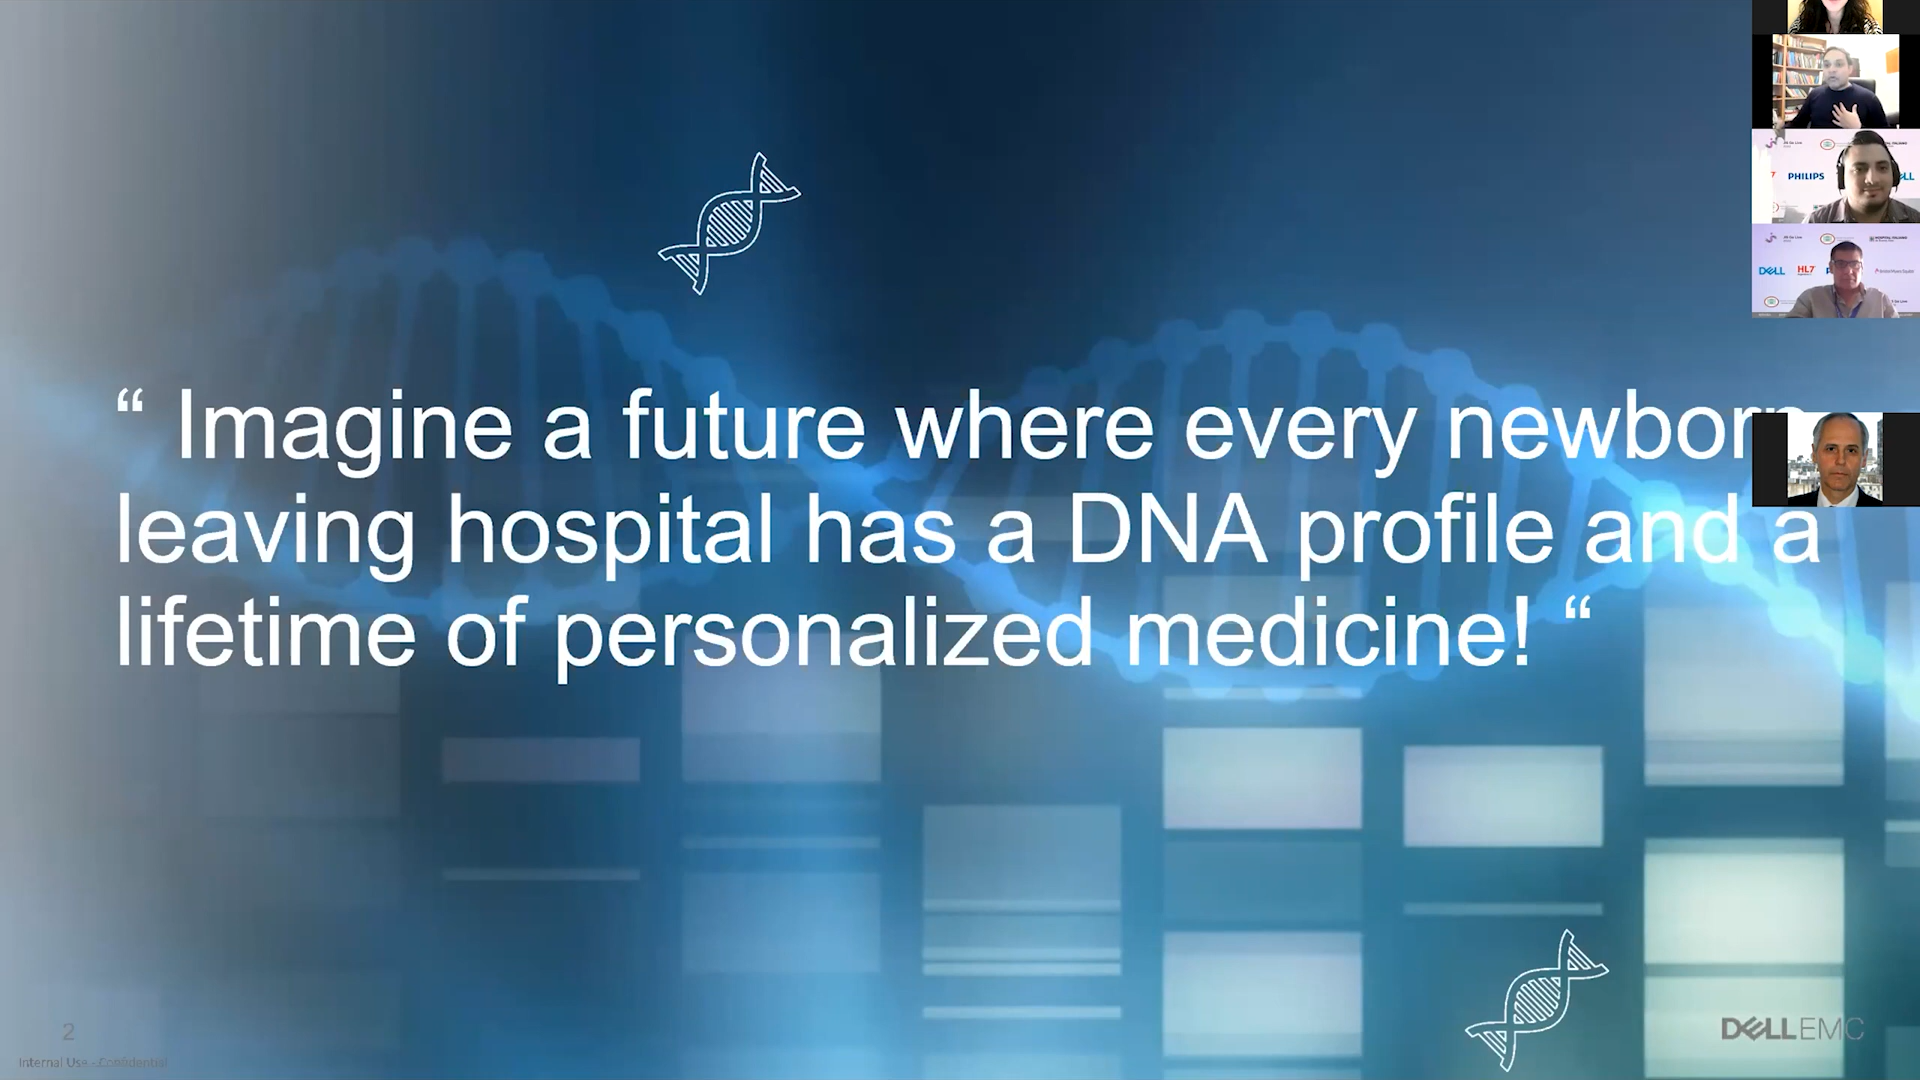 “ Imagine a future where every newborn
leaving hospital has a DNA profile and a
lifetime of personalized medicine! “
PHILIPS
DELL
HL7
2
Internal Use - Confidential
DELLEMC